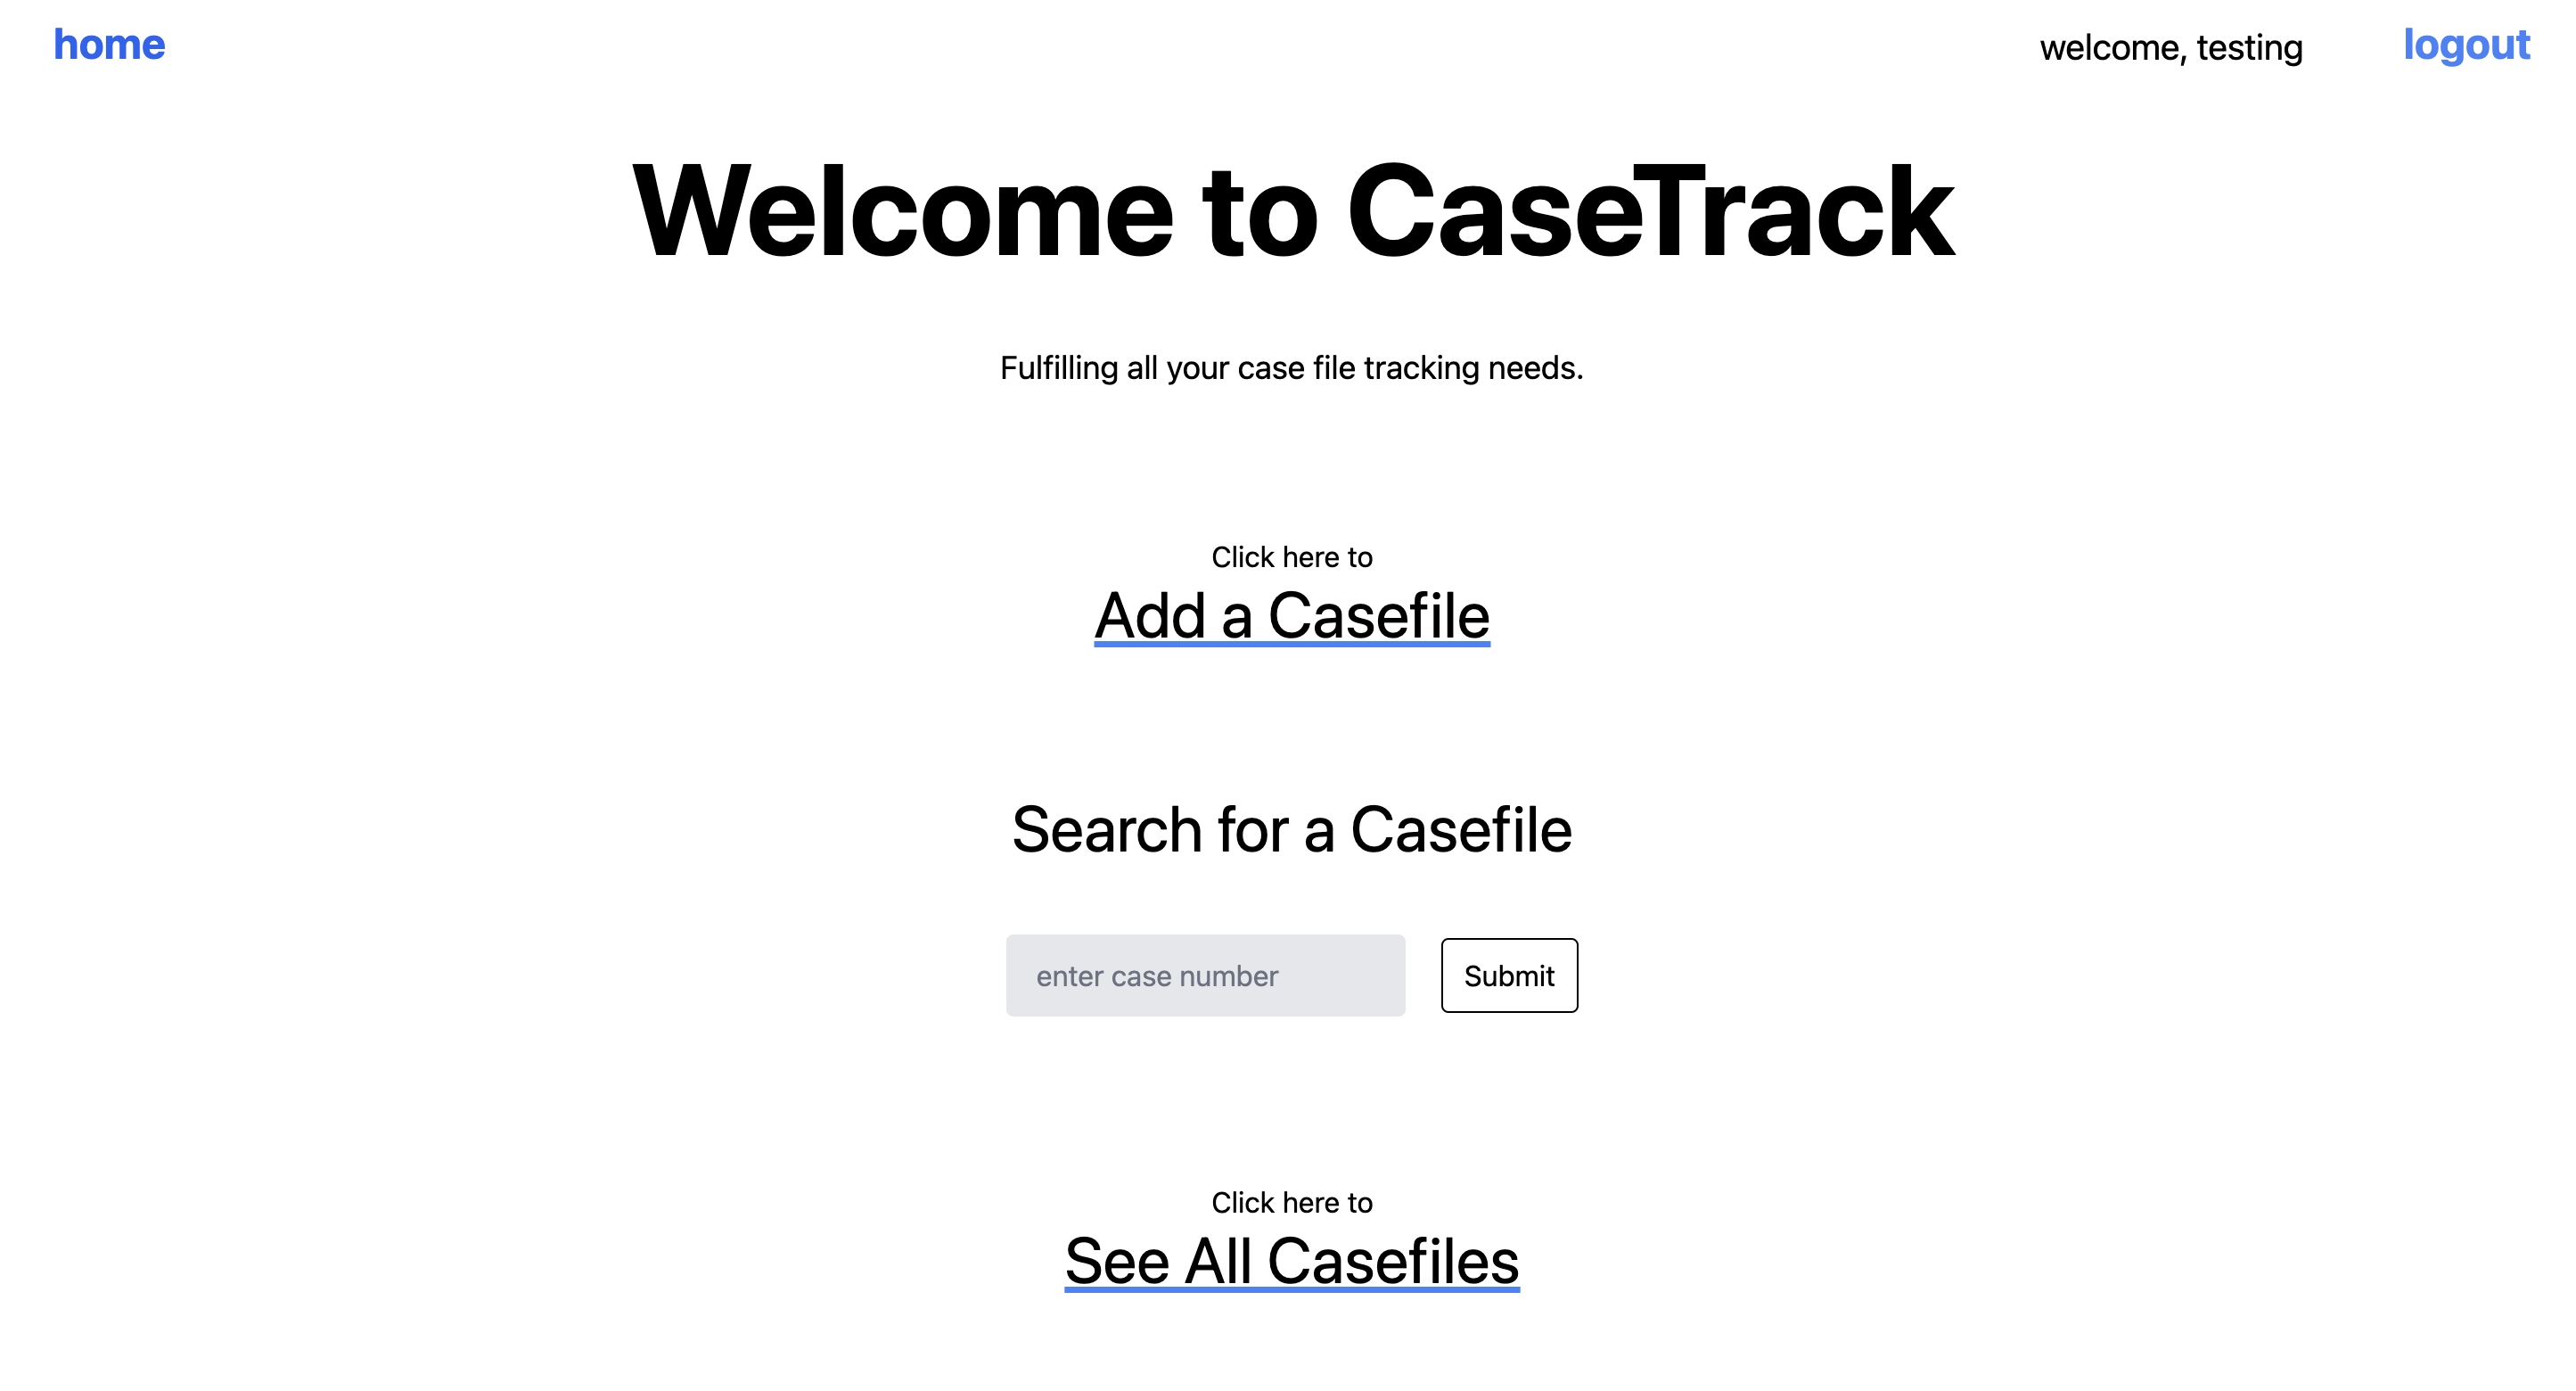 home
welcome, testing
logout
Welcome to CaseTrack
Fulfilling all your case file tracking needs.
Click here to
Add a Casefile
Search for a Casefile
enter case number
Submit
Click here to
See All Casefiles